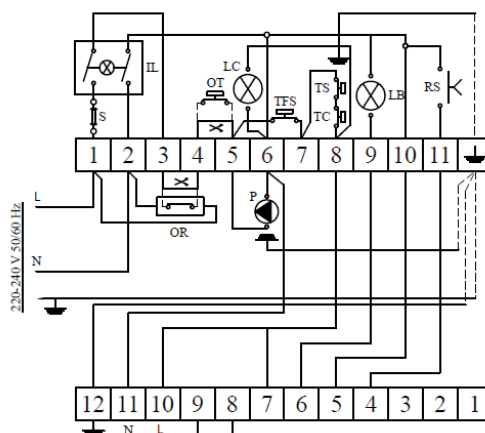 IL
S
OT
LC
TFS
TS
TC
LB
RS
1 2 3 4 5 6 7 8 9 10 11
L
N
220-240 V 50/60 Hz
OR
P
12 11 10 9 8 7 6 5 4 3 2 1
N L